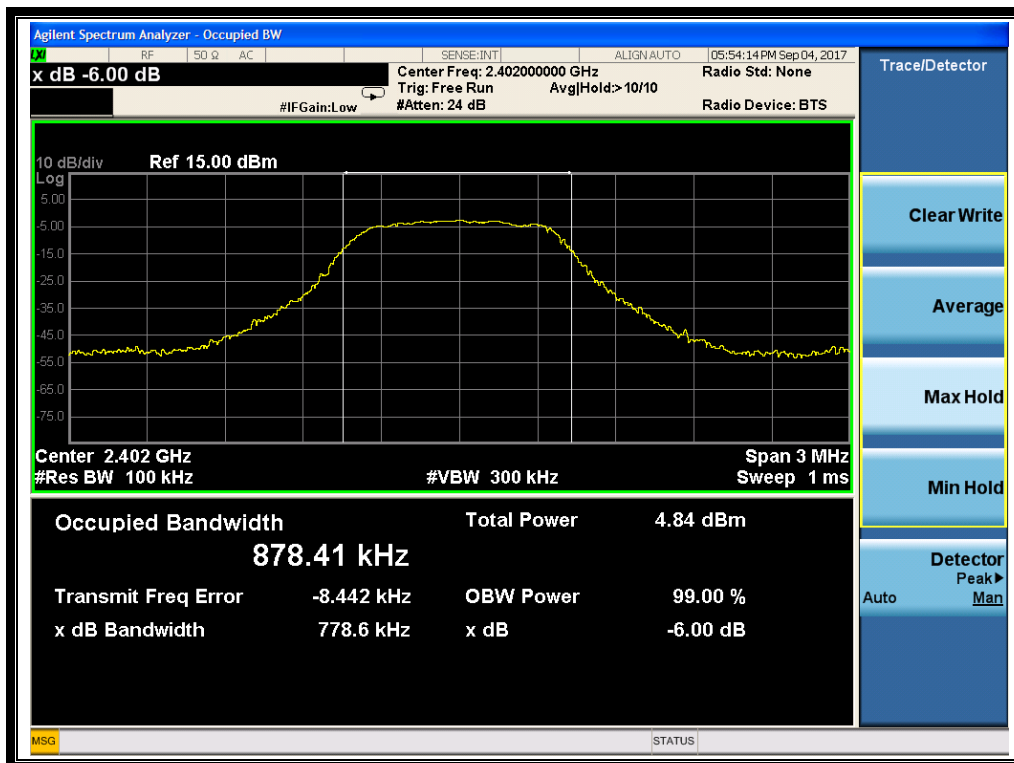 Agilent Spectrum Analyzer - Occupied BW
LXI RF 50 Ω AC SENSE:INT ALIGN AUTO 05:54:14 PM Sep 04, 2017
x dB -6.00 dB
Center Freq: 2.402000000 GHz
Radio Std: None
Trig: Free Run Avg|Hold:> 10/10
#IFGain:Low #Atten: 24 dB
Radio Device: BTS
10 dB/div Ref 15.00 dBm
Log
5.00
-5.00
-15.0
-25.0
-35.0
-45.0
-55.0
-65.0
-75.0
Center 2.402 GHz Span 3 MHz
#Res BW 100 kHz #VBW 300 kHz Sweep 1 ms
Occupied Bandwidth Total Power 4.84 dBm
878.41 kHz
Transmit Freq Error -8.442 kHz OBW Power 99.00 %
x dB Bandwidth 778.6 kHz x dB -6.00 dB
Trace/Detector
Clear Write
Average
Max Hold
Min Hold
Detector
Peak▶
Auto Man
MSG STATUS